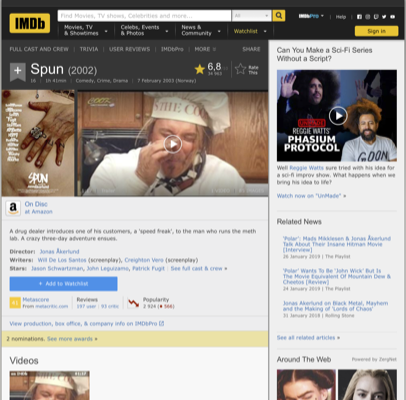 IMDb
Find Movies, TV shows, Celebrities and more...
All
IMDbPro
Help
Movies, TV
& Showtimes
Celebs, Events
& Photos
News &
Community
Watchlist
Sign in
FULL CAST AND CREW | TRIVIA | USER REVIEWS | IMDbPro | MORE
SHARE
Spun (2002)
6,8
Rate
This
1h 41min | Comedy, Crime, Drama | 7 February 2003 (Norway)
SPUN
On Disc
at Amazon
A drug dealer introduces one of his customers, a 'speed freak', to the man who runs the meth
lab. A crazy three-day adventure ensues.
Director: Jonas Åkerlund
Writers: Will De Los Santos (screenplay), Creighton Vero (screenplay)
Stars: Jason Schwartzman, John Leguizamo, Patrick Fugit | See full cast & crew »
+ Add to Watchlist
Metascore
From metacritic.com
Reviews
197 user | 93 critic
Popularity
2 924
View production, box office, & company info on IMDbPro
2 nominations. See more awards »
Videos
Can You Make a Sci-Fi Series
Without a Script?
REGGIE WATTS'
PHIASIUM
PROTOCOL
Well Reggie Watts sure tried with his idea for
a sci-fi improv show. What happens when we
bring his idea to life?
Watch now on "UnMade" »
Related News
'Polar': Mads Mikkelsen & Jonas Åkerlund
Talk About Their Insane Hitman Movie
[Interview]
26 January 2019 | The Playlist
'Polar' Wants To Be 'John Wick' But Is
The Movie Equivalent Of Mountain Dew &
Cheetos [Review]
24 January 2019 | The Playlist
Jonas Akerlund on Black Metal, Mayhem
and the Making of 'Lords of Chaos'
31 January 2018 | Rolling Stone
See all related articles »
Around The Web
Powered by ZergNet